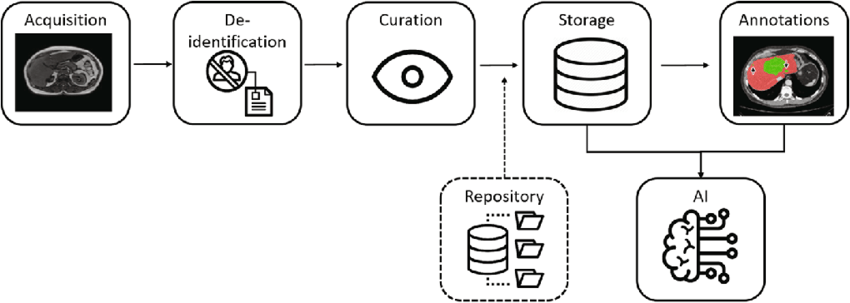 Acquisition
De-
identification
Curation
Storage
Annotations
Repository
AI